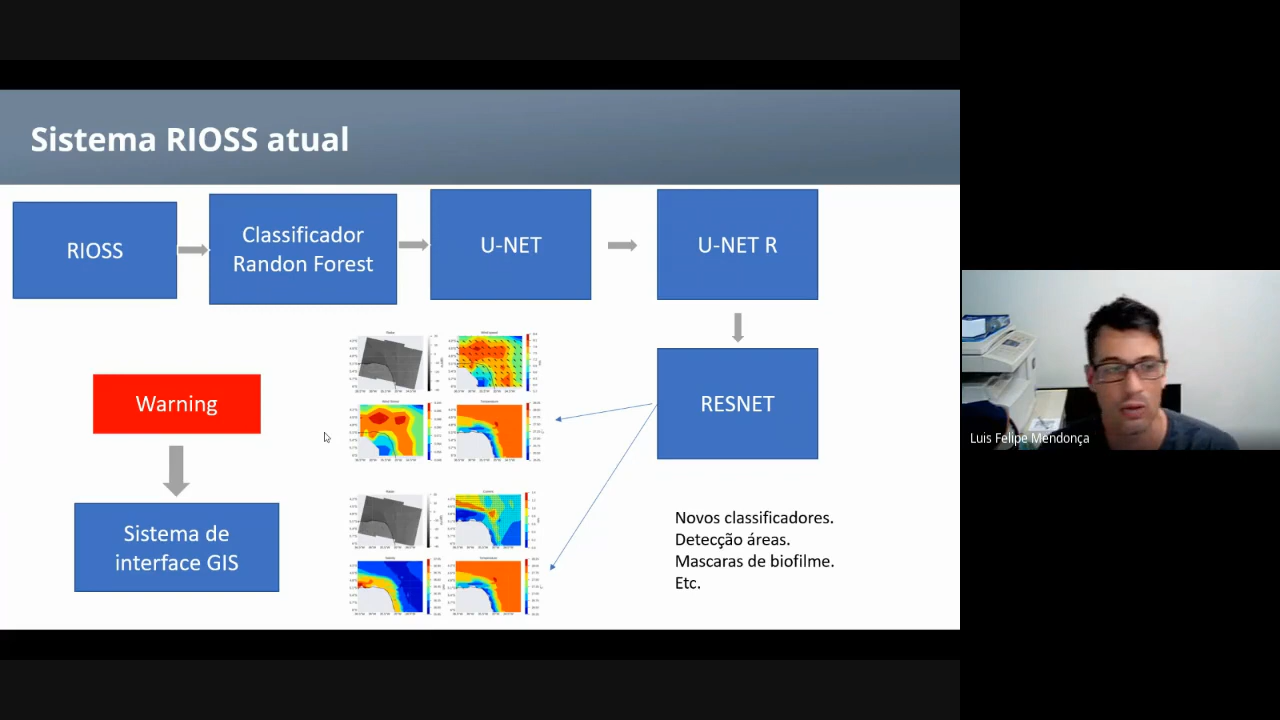 Sistema RIOSS atual
RIOSS
Classificador
Randon Forest
U-NET
U-NET R
Warning
RESNET
Luis Felipe Mendonça
Sistema de
interface GIS
Novos classificadores.
Detecção áreas.
Mascaras de biofilme.
Etc.